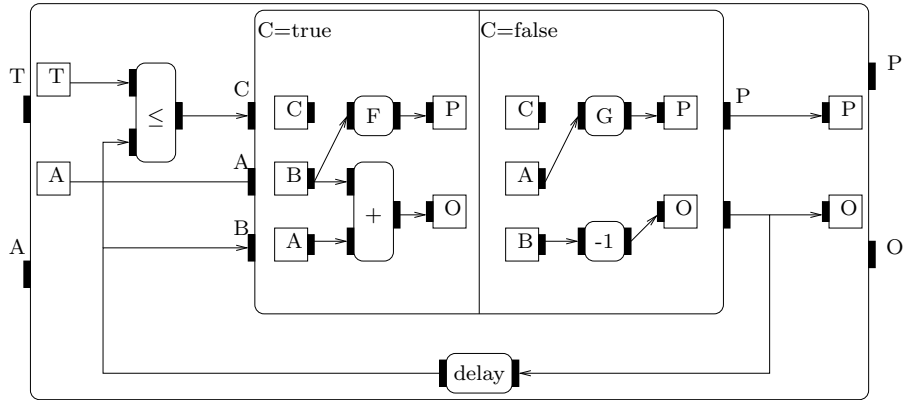 C=true C=false
T T P
C C F P C G P P P
≤
A A B A
+ O O O
B A B -1
A O
delay